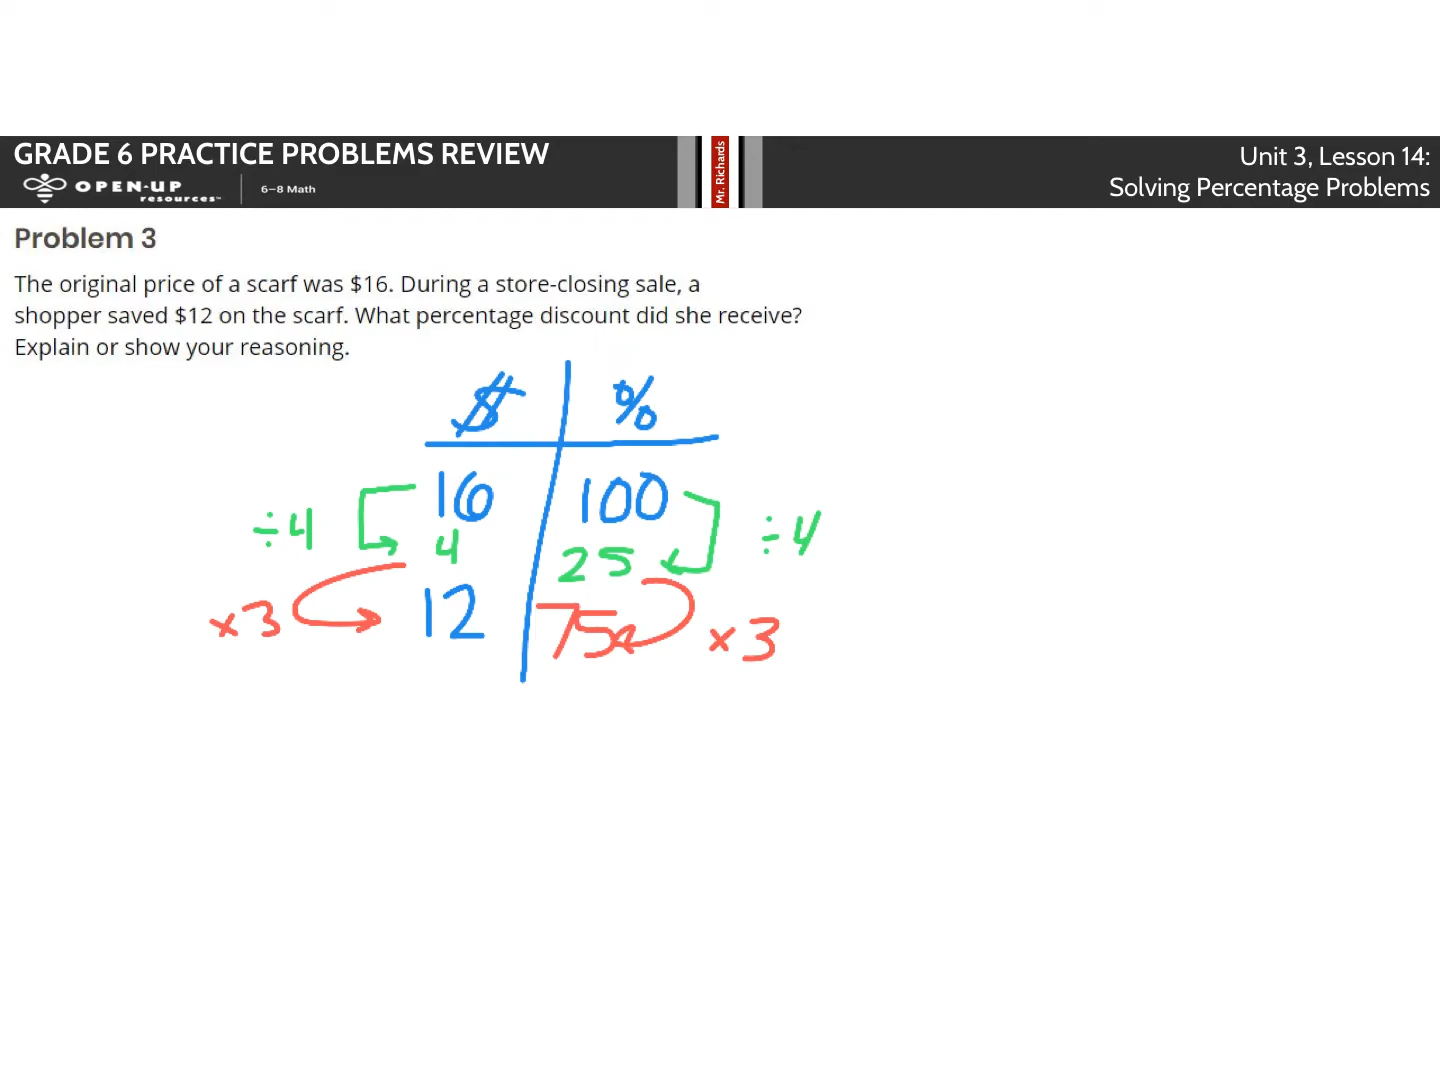 GRADE 6 PRACTICE PROBLEMS REVIEW
OPEN-UP resources™
6–8 Math
Mr. Richards
Unit 3, Lesson 14:
Solving Percentage Problems
Problem 3
The original price of a scarf was $16. During a store-closing sale, a
shopper saved $12 on the scarf. What percentage discount did she receive?
Explain or show your reasoning.
$ %
16 100
÷4 4 25 ÷4
×3 12 75 ×3